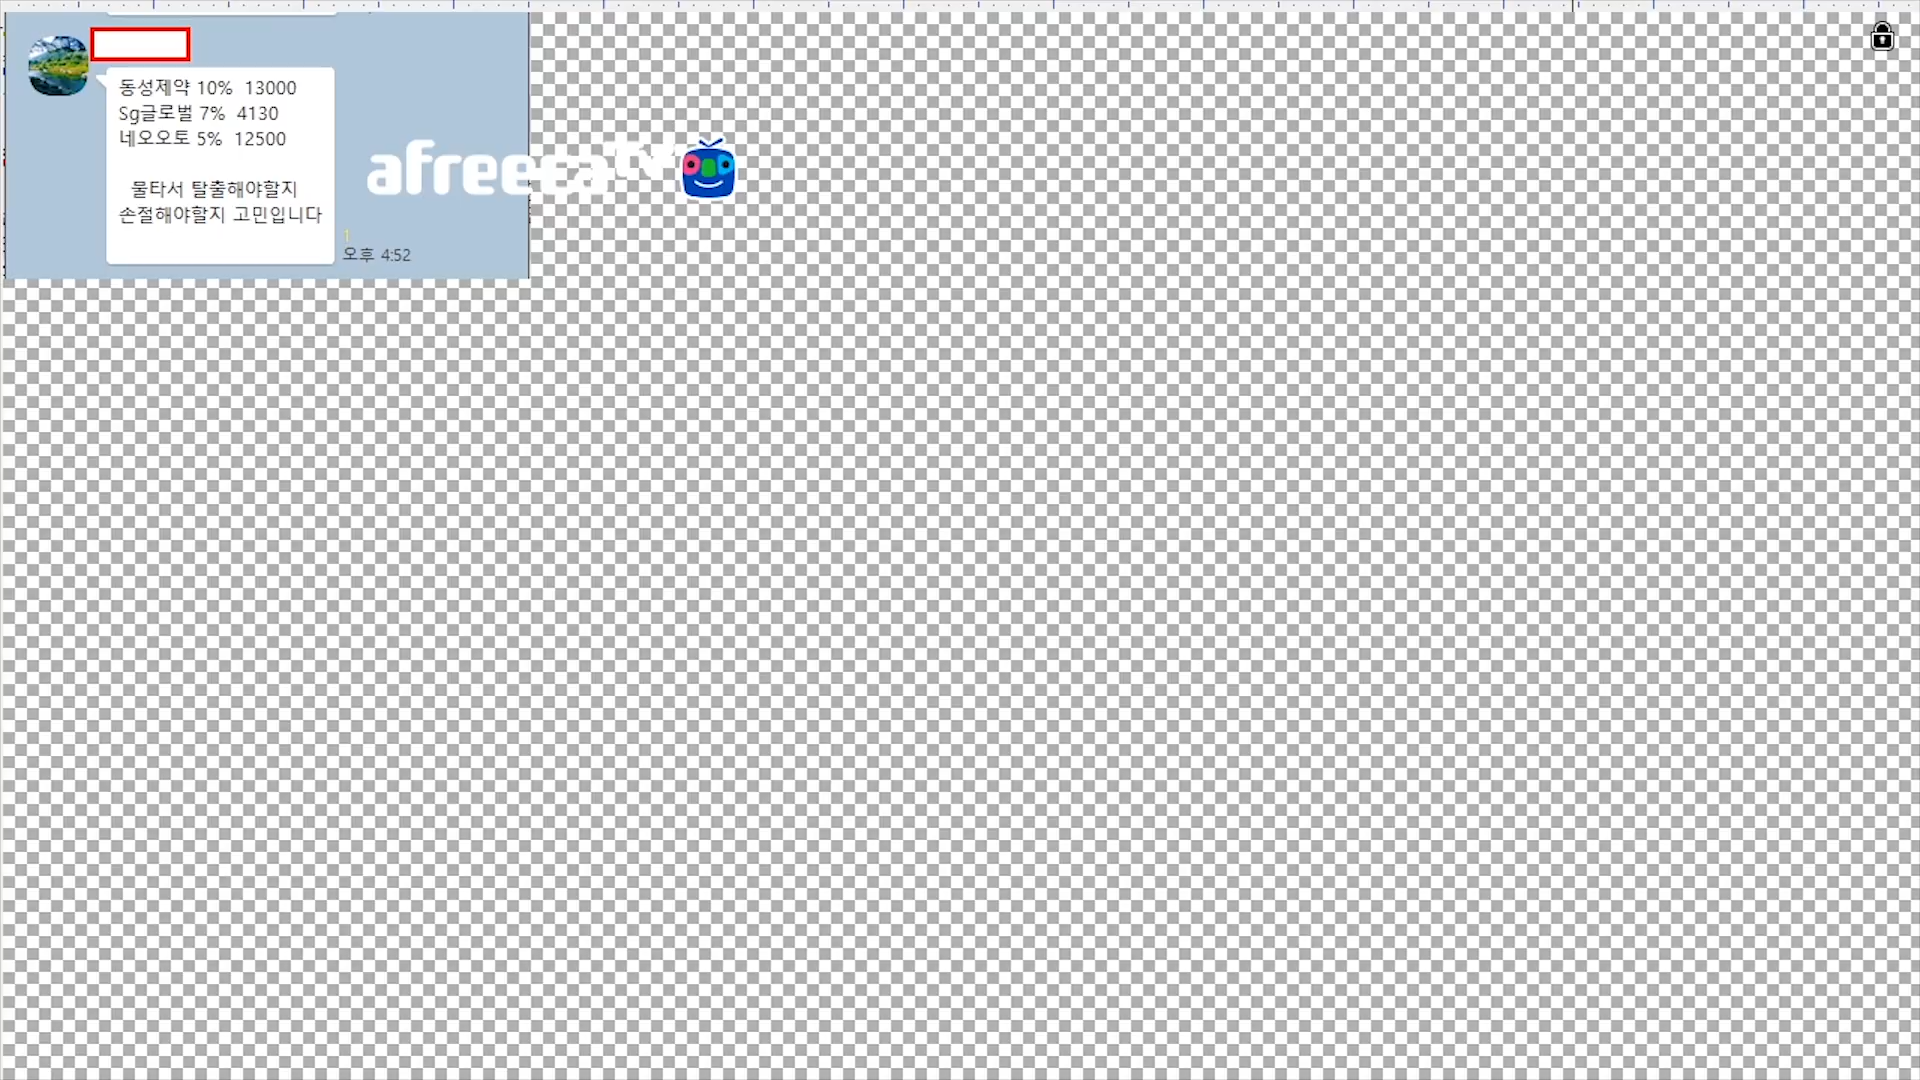 동성제약 10%  13000
Sg글로벌 7%  4130
네오오토 5%  12500
물타서 탈출해야할지
손절해야할지 고민입니다
1
오후 4:52
afreecaTV